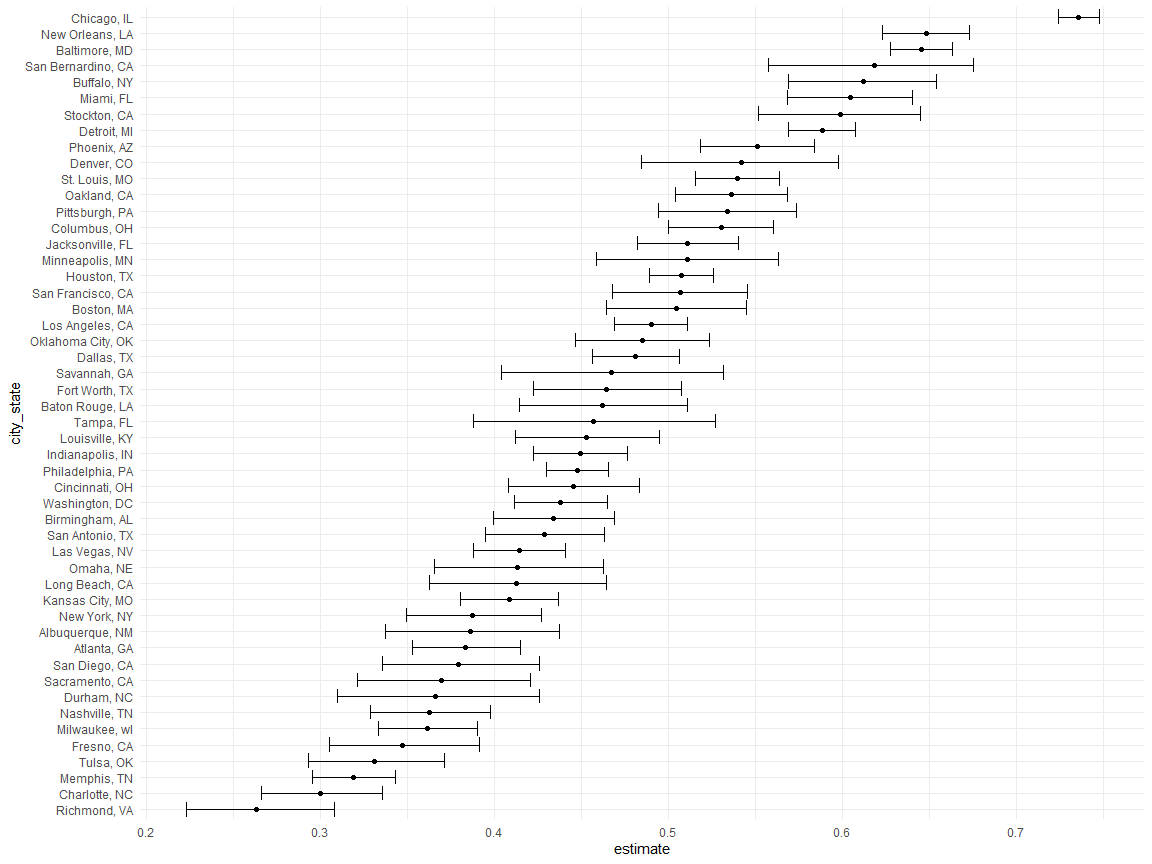 Chicago, IL
New Orleans, LA
Baltimore, MD
San Bernardino, CA
Buffalo, NY
Miami, FL
Stockton, CA
Detroit, MI
Phoenix, AZ
Denver, CO
St. Louis, MO
Oakland, CA
Pittsburgh, PA
Columbus, OH
Jacksonville, FL
Minneapolis, MN
Houston, TX
San Francisco, CA
Boston, MA
Los Angeles, CA
Oklahoma City, OK
Dallas, TX
Savannah, GA
Fort Worth, TX
Baton Rouge, LA
Tampa, FL
Louisville, KY
Indianapolis, IN
Philadelphia, PA
Cincinnati, OH
Washington, DC
Birmingham, AL
San Antonio, TX
Las Vegas, NV
Omaha, NE
Long Beach, CA
Kansas City, MO
New York, NY
Albuquerque, NM
Atlanta, GA
San Diego, CA
Sacramento, CA
Durham, NC
Nashville, TN
Milwaukee, wI
Fresno, CA
Tulsa, OK
Memphis, TN
Charlotte, NC
Richmond, VA
city_state
0.2 0.3 0.4 0.5 0.6 0.7
estimate